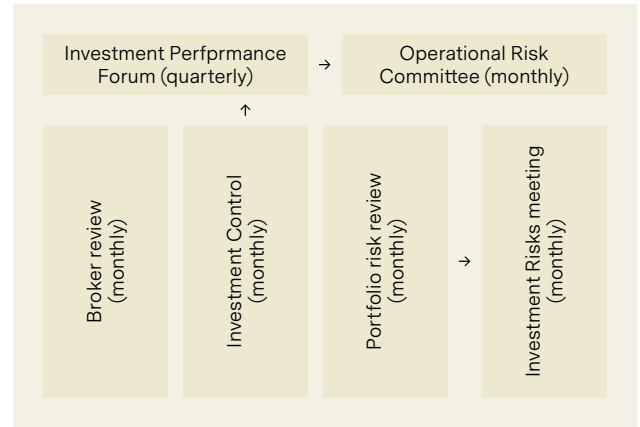 Investment Perfprmance
Forum (quarterly)
→
Operational Risk
Committee (monthly)
↑
Broker review
(monthly)
Investment Control
(monthly)
Portfolio risk review
(monthly)
→
Investment Risks meeting
(monthly)